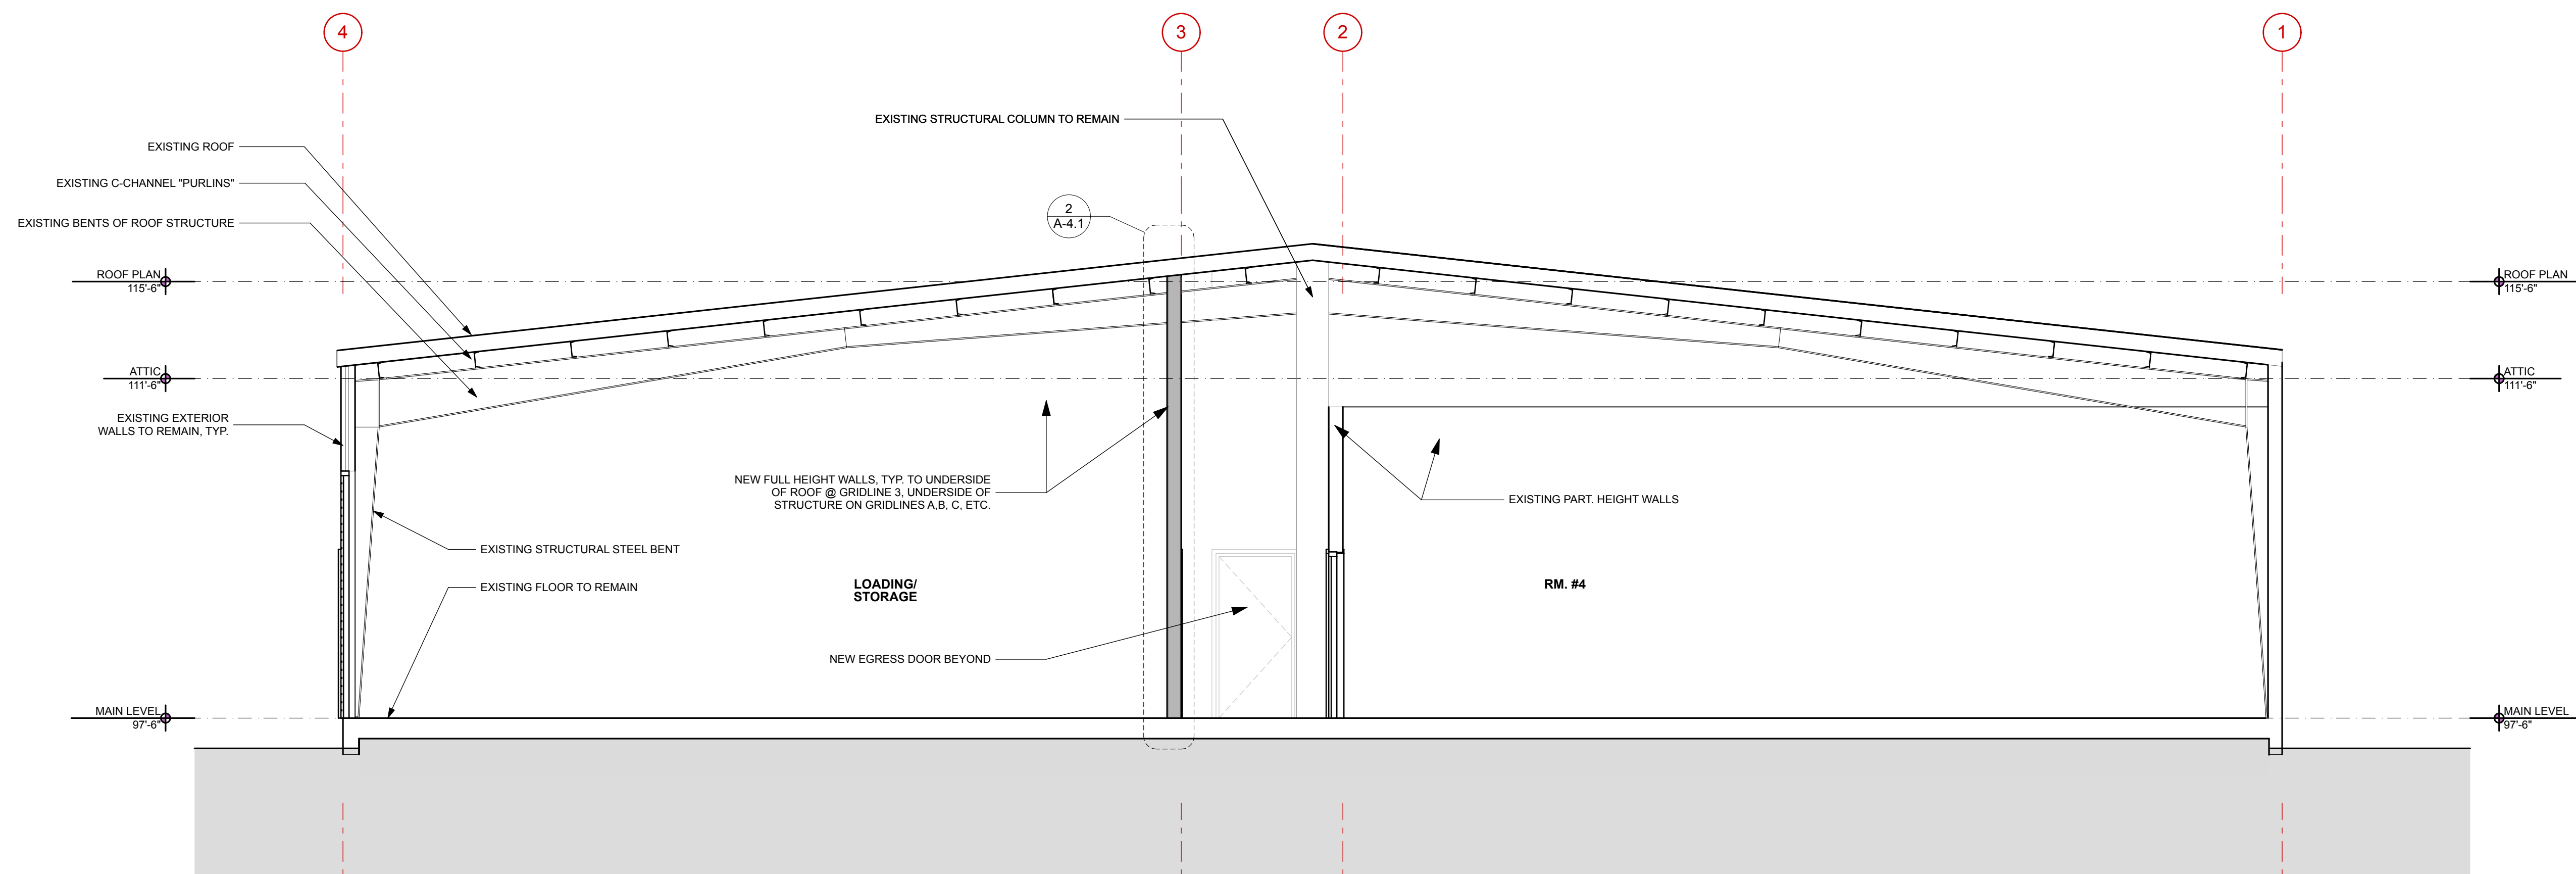 4
3
2
1
EXISTING STRUCTURAL COLUMN TO REMAIN
EXISTING ROOF
EXISTING C-CHANNEL "PURLINS"
EXISTING BENTS OF ROOF STRUCTURE
2
A-4.1
ROOF PLAN
115'-6"
ROOF PLAN
115'-6"
ATTIC
111'-6"
ATTIC
111'-6"
EXISTING EXTERIOR
WALLS TO REMAIN, TYP.
NEW FULL HEIGHT WALLS, TYP. TO UNDERSIDE
OF ROOF @ GRIDLINE 3, UNDERSIDE OF
STRUCTURE ON GRIDLINES A,B, C, ETC.
EXISTING PART. HEIGHT WALLS
EXISTING STRUCTURAL STEEL BENT
EXISTING FLOOR TO REMAIN
LOADING/
STORAGE
RM. #4
NEW EGRESS DOOR BEYOND
MAIN LEVEL
97'-6"
MAIN LEVEL
97'-6"